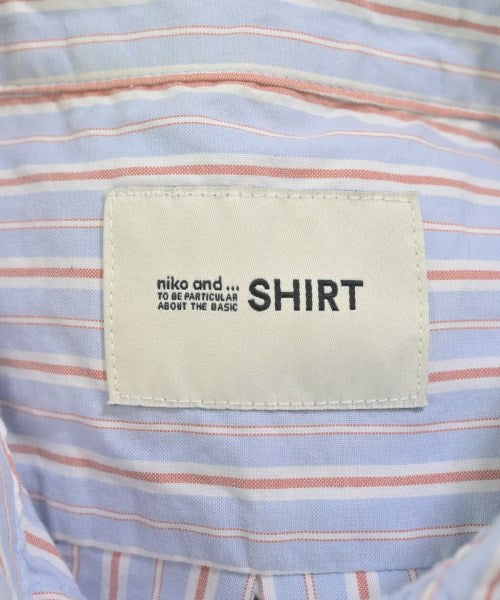 niko and ...
TO BE PARTICULAR
ABOUT THE BASIC
SHIRT